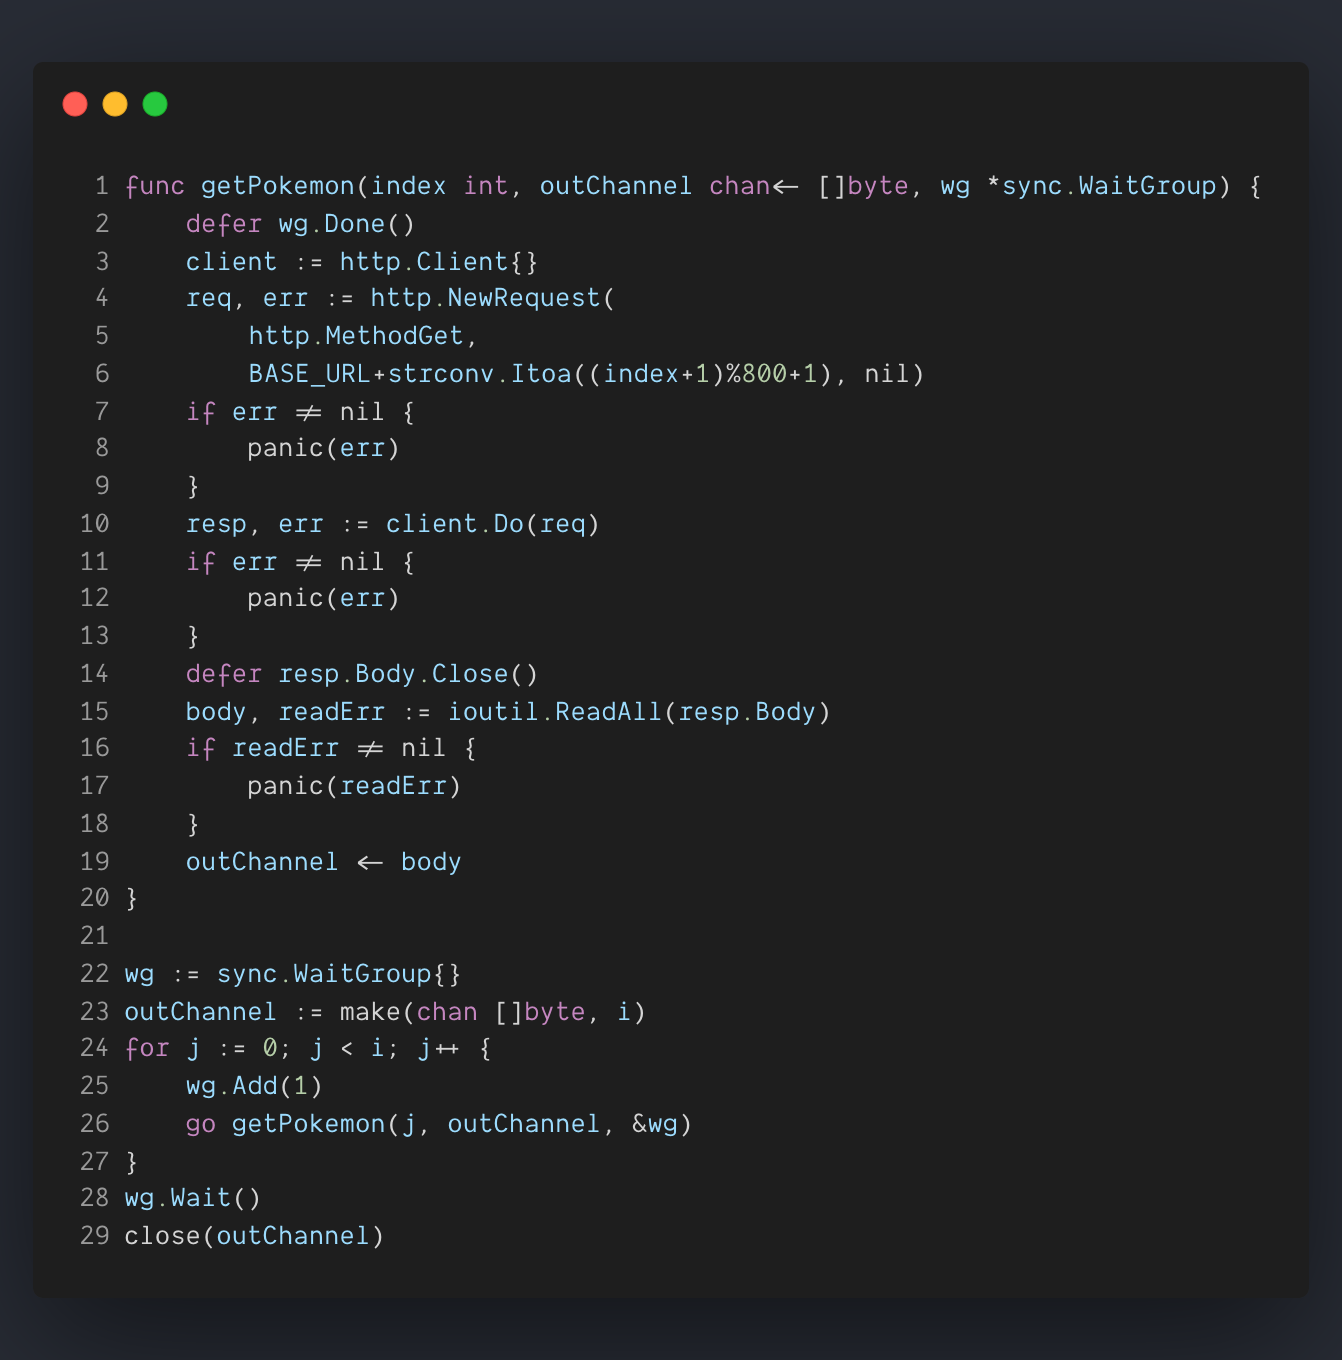 1 func getPokemon(index int, outChannel chan<- []byte, wg *sync.WaitGroup) {
2     defer wg.Done()
3     client := http.Client{}
4     req, err := http.NewRequest(
5         http.MethodGet,
6         BASE_URL+strconv.Itoa((index+1)%800+1), nil)
7     if err != nil {
8         panic(err)
9     }
10     resp, err := client.Do(req)
11     if err != nil {
12         panic(err)
13     }
14     defer resp.Body.Close()
15     body, readErr := ioutil.ReadAll(resp.Body)
16     if readErr != nil {
17         panic(readErr)
18     }
19     outChannel <- body
20 }
21
22 wg := sync.WaitGroup{}
23 outChannel := make(chan []byte, i)
24 for j := 0; j < i; j++ {
25     wg.Add(1)
26     go getPokemon(j, outChannel, &wg)
27 }
28 wg.Wait()
29 close(outChannel)